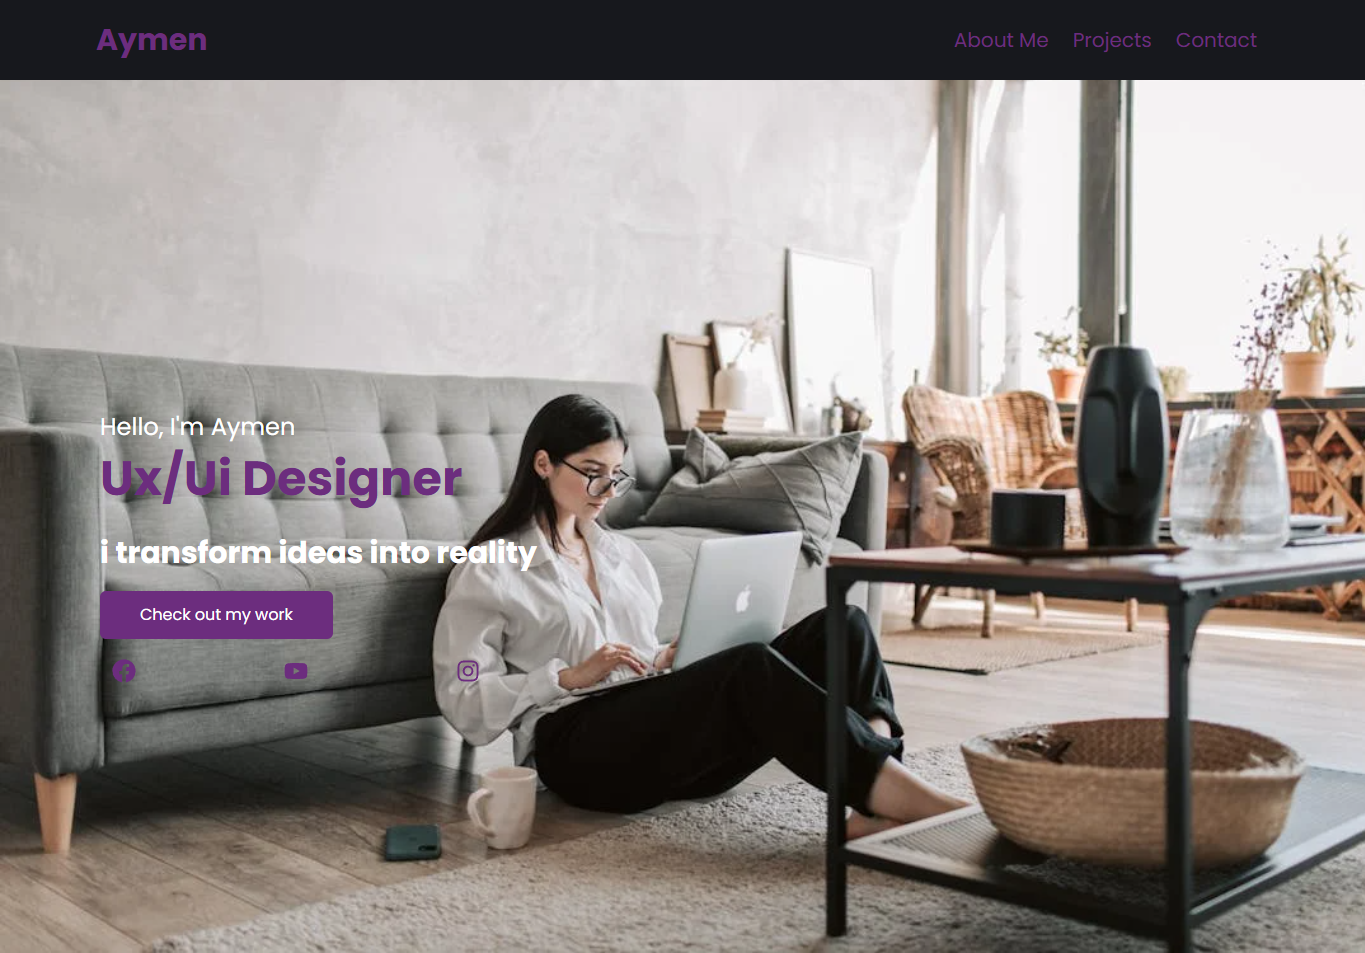 Aymen
About Me Projects Contact
Hello, I'm Aymen
Ux/Ui Designer
i transform ideas into reality
Check out my work